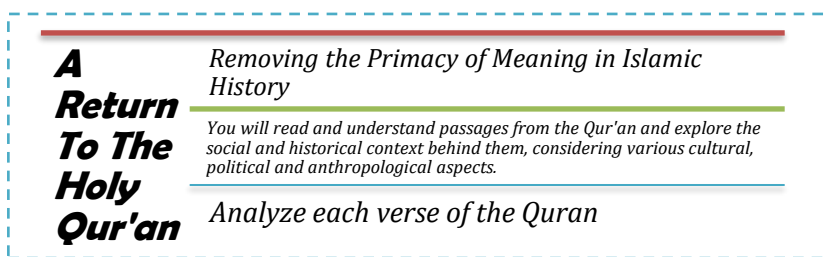 A
Return
To The
Holy
Qur'an
Removing the Primacy of Meaning in Islamic
History
You will read and understand passages from the Qur'an and explore the
social and historical context behind them, considering various cultural,
political and anthropological aspects.
Analyze each verse of the Quran